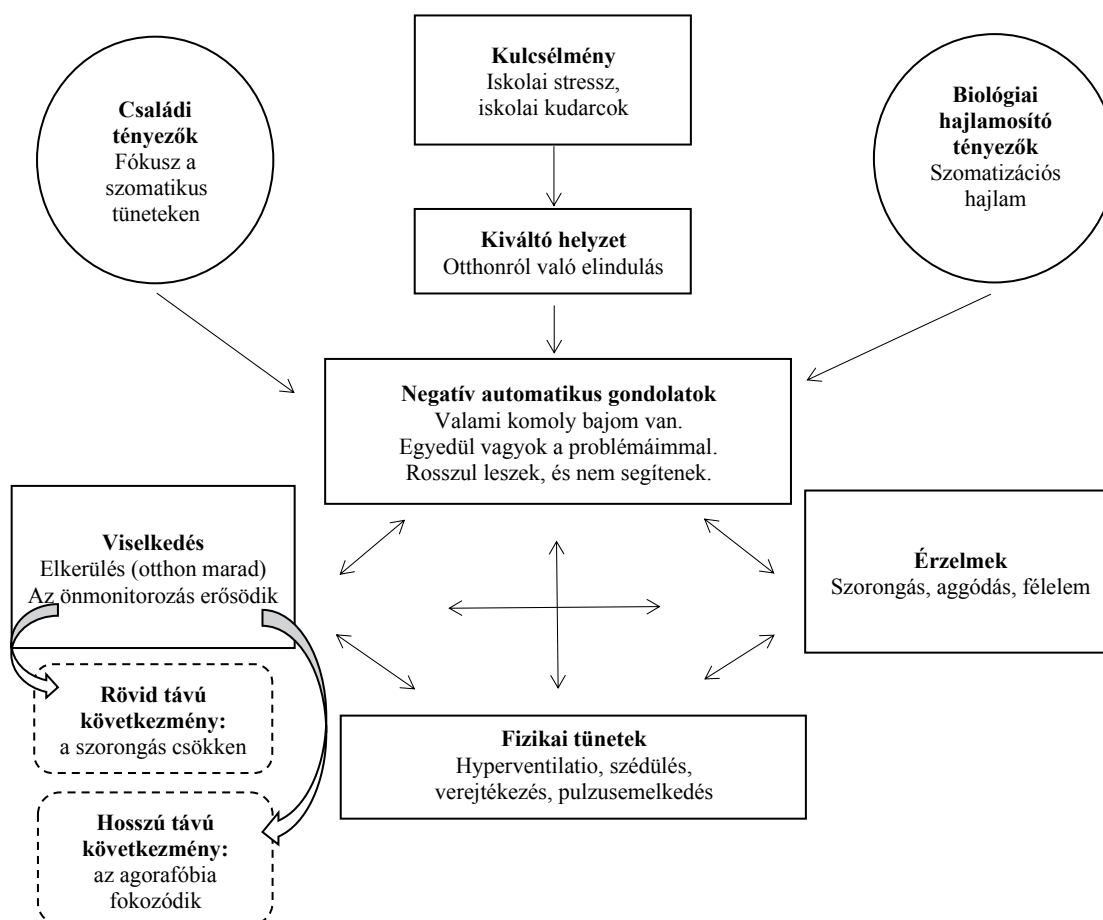 Kulcsélmény
Iskolai stressz,
iskolai kudarcok
Családi
tényezők
Fókusz a
szomatikus
tüneteken
Biológiai
hajlamosító
tényezők
Szomatizációs
hajlam
Kiváltó helyzet
Otthonról való elindulás
Negatív automatikus gondolatok
Valami komoly bajom van.
Egyedül vagyok a problémáimmal.
Rosszul leszek, és nem segítenek.
Viselkedés
Elkerülés (otthon marad)
Az önmonitorozás erősödik
Érzelmek
Szorongás, aggódás, félelem
Rövid távú
következmény:
a szorongás csökken
Fizikai tünetek
Hyperventilatio, szédülés,
verejtékezés, pulzusemelkedés
Hosszú távú
következmény:
az agorafóbia
fokozódik